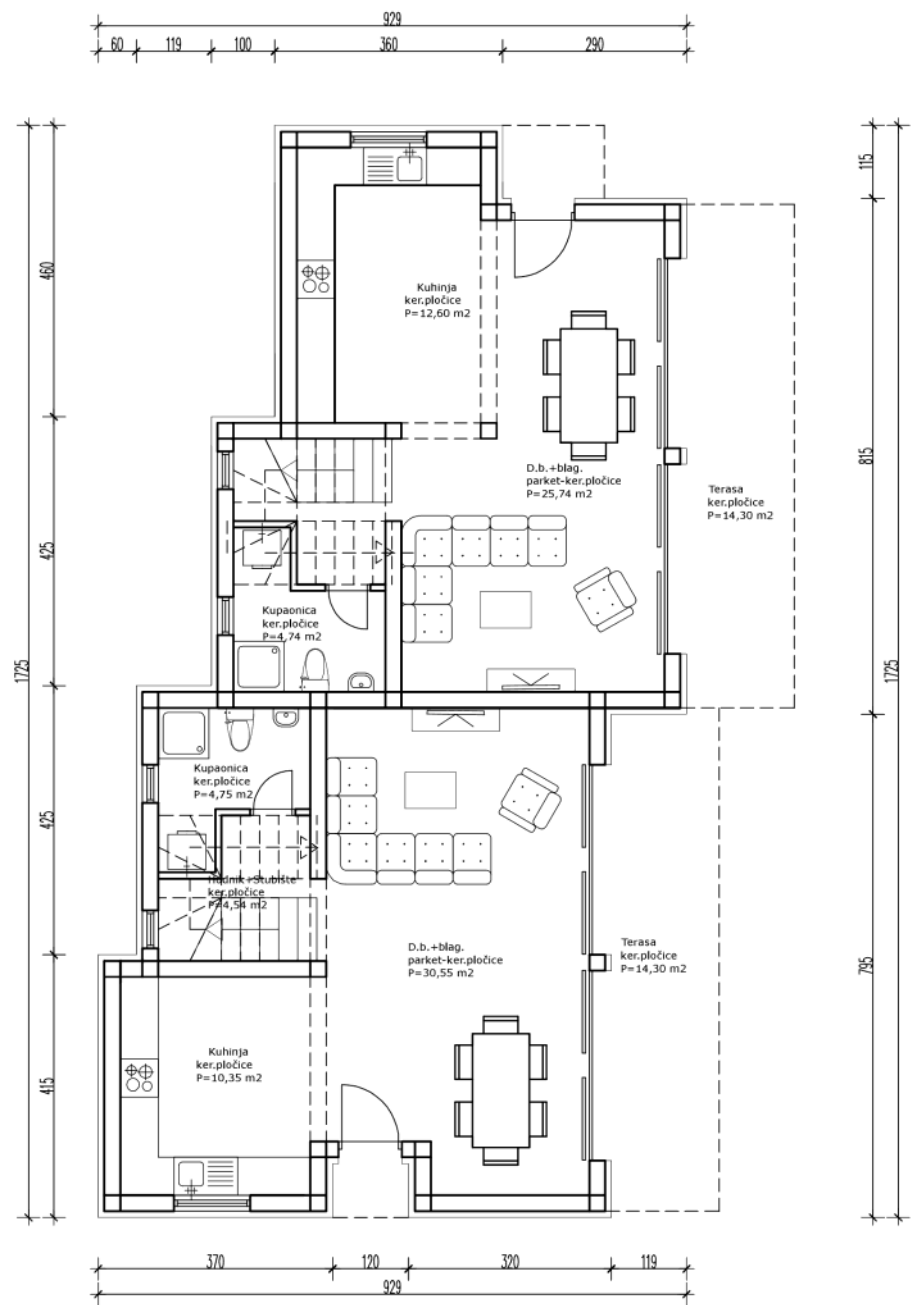 929
60
119
100
360
290
115
460
Kuhinja
ker.pločice
P=12,60 m2
815
D.b.+blag.
parket-ker.pločice
P=25,74 m2
Terasa
ker.pločice
P=14,30 m2
425
Kupaonica
ker.pločice
P=4,74 m2
1725
1725
Kupaonica
ker.pločice
P=4,75 m2
425
Hodnik+Stubište
ker.pločice
P=4,54 m2
D.b.+blag.
parket-ker.pločice
P=30,55 m2
Terasa
ker.pločice
P=14,30 m2
795
Kuhinja
ker.pločice
P=10,35 m2
415
370
120
320
119
929